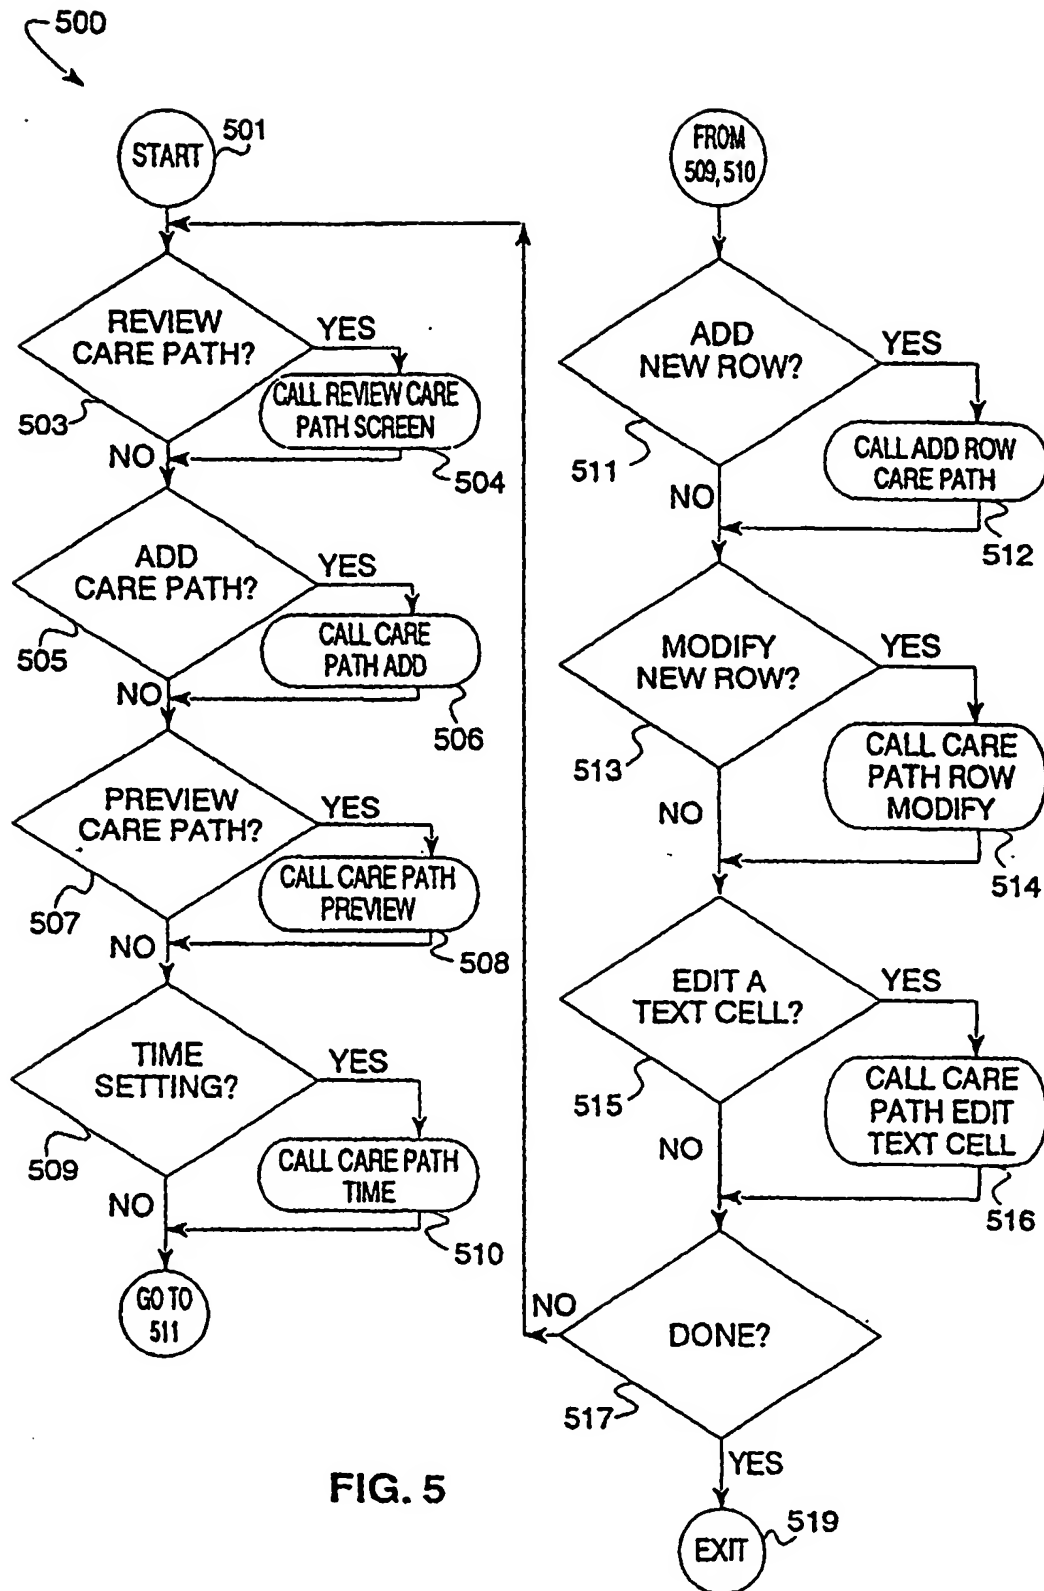 500
START
501
REVIEW
CARE PATH?
YES
503
CALL REVIEW CARE
PATH SCREEN
504
NO
ADD
CARE PATH?
YES
505
CALL CARE
PATH ADD
506
NO
PREVIEW
CARE PATH?
YES
507
CALL CARE PATH
PREVIEW
508
NO
TIME
SETTING?
YES
509
CALL CARE PATH
TIME
510
NO
GO TO
511
FROM
509, 510
ADD
NEW ROW?
YES
511
CALL ADD ROW
CARE PATH
512
NO
MODIFY
NEW ROW?
YES
513
CALL CARE
PATH ROW
MODIFY
514
NO
EDIT A
TEXT CELL?
YES
515
CALL CARE
PATH EDIT
TEXT CELL
516
NO
DONE?
NO
517
YES
EXIT
519
FIG. 5